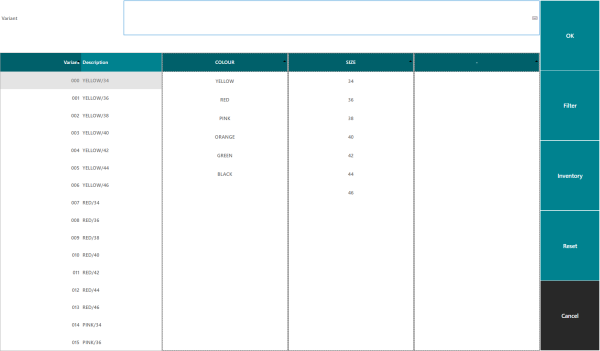 Variant
OK
Varian. Description
COLOUR
SIZE
-
000 YELLOW/34
YELLOW
34
001 YELLOW/36
RED
36
Filter
002 YELLOW/38
PINK
38
003 YELLOW/40
ORANGE
40
004 YELLOW/42
GREEN
42
005 YELLOW/44
BLACK
44
Inventory
006 YELLOW/46
46
007 RED/34
008 RED/36
009 RED/38
Reset
010 RED/40
011 RED/42
012 RED/44
013 RED/46
Cancel
014 PINK/34
015 PINK/36